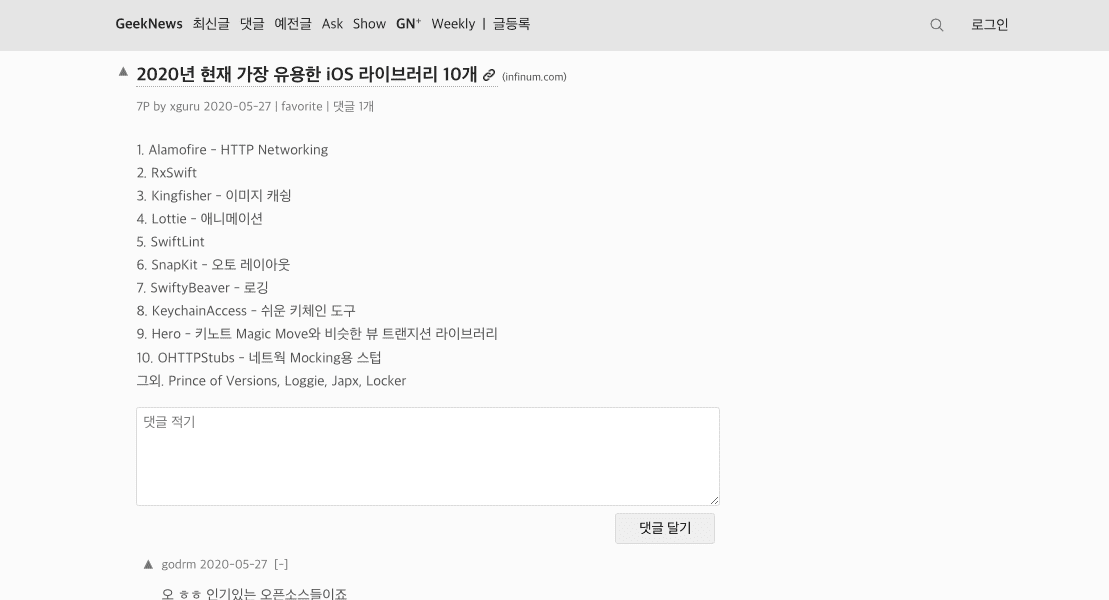 GeekNews 최신글 댓글 예전글 Ask Show GN⁺ Weekly | 글등록 로그인
▲ 2020년 현재 가장 유용한 iOS 라이브러리 10개 (infinum.com)
7P by xguru 2020-05-27 | favorite | 댓글 1개
1. Alamofire - HTTP Networking
2. RxSwift
3. Kingfisher - 이미지 캐슁
4. Lottie - 애니메이션
5. SwiftLint
6. SnapKit - 오토 레이아웃
7. SwiftyBeaver - 로깅
8. KeychainAccess - 쉬운 키체인 도구
9. Hero - 키노트 Magic Move와 비슷한 뷰 트랜지션 라이브러리
10. OHTTPStubs - 네트웍 Mocking용 스텁
그외. Prince of Versions, Loggie, Japx, Locker
댓글 적기
댓글 달기
▲ godrm 2020-05-27 [-]
오 ㅎㅎ 인기있는 오픈소스들이죠